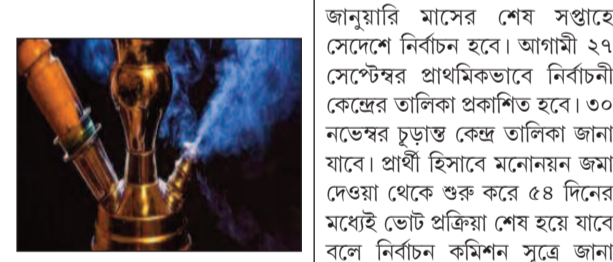 জানুয়ারি মাসের শেষ সপ্তাহে
সেদেশে নির্বাচন হবে। আগামী ২৭
সেপ্টেম্বর প্রাথমিকভাবে নির্বাচনী
কেন্দ্রের তালিকা প্রকাশিত হবে। ৩০
নভেম্বর চূড়ান্ত কেন্দ্র তালিকা জানা
যাবে। প্রার্থী হিসাবে মনোনয়ন জমা
দেওয়া থেকে শুরু করে ৫৪ দিনের
মধ্যেই ভোট প্রক্রিয়া শেষ হয়ে যাবে
বলে নির্বাচন কমিশন সূত্রে জানা